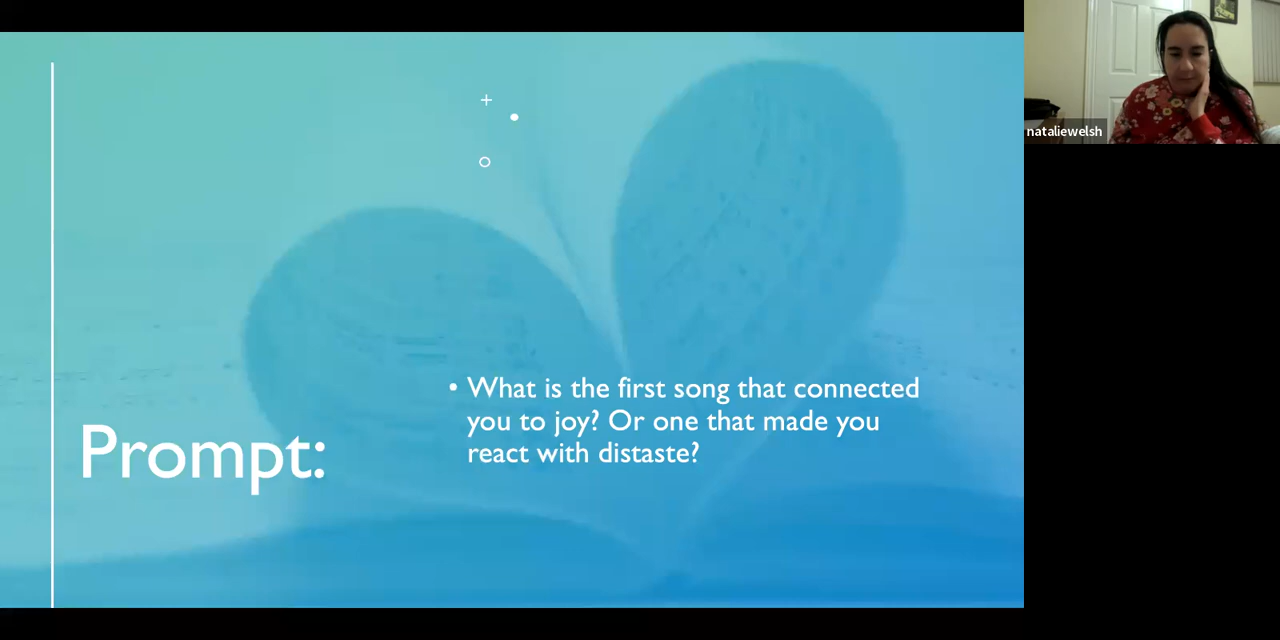 Prompt:
• What is the first song that connected
you to joy? Or one that made you
react with distaste?
nataliewelsh